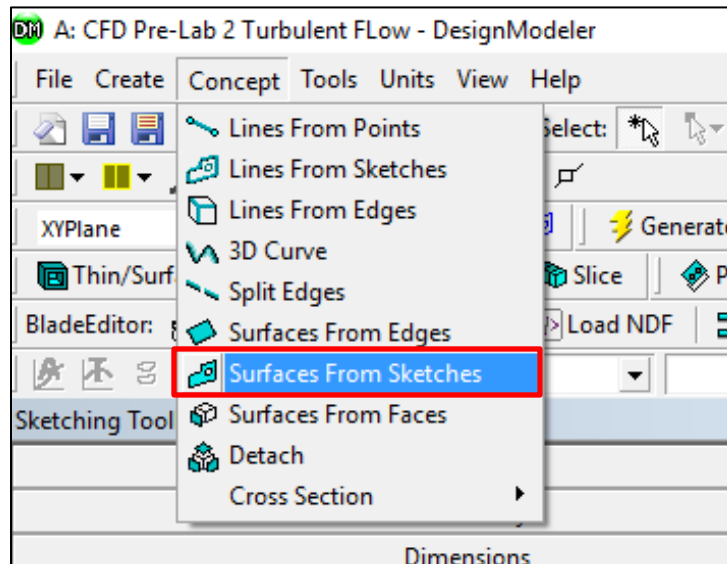 DM A: CFD Pre-Lab 2 Turbulent FLow - DesignModeler
File Create Concept Tools Units View Help
Lines From Points
Select:
Lines From Sketches
Lines From Edges
XYPlane
Generate
3D Curve
Thin/Surf
Slice
Split Edges
BladeEditor:
Surfaces From Edges
Load NDF
Surfaces From Sketches
Surfaces From Faces
Sketching Tool
Detach
Cross Section
Dimensions